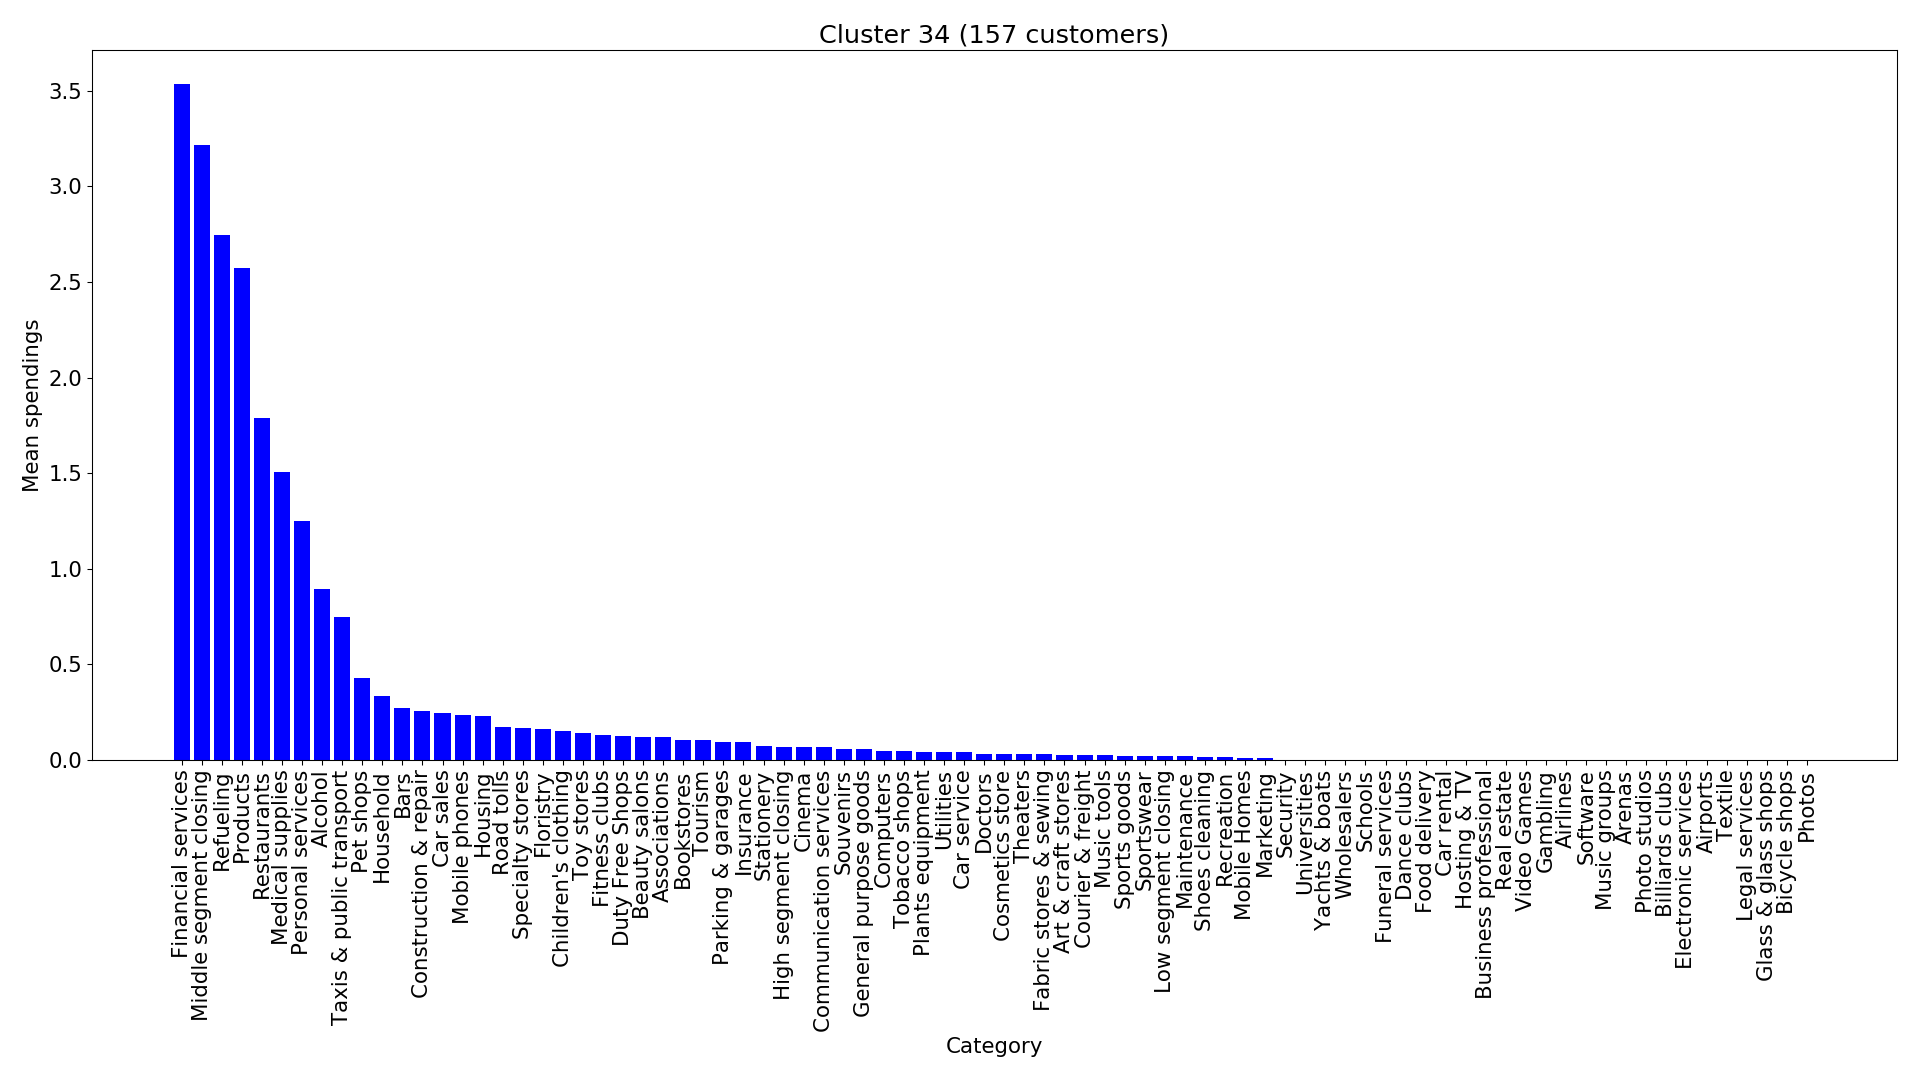 Cluster 34 (157 customers)
Mean spendings
3.5
3.0
2.5
2.0
1.5
1.0
0.5
0.0
Financial services
Middle segment closing
Refueling
Products
Restaurants
Medical supplies
Personal services
Alcohol
Taxis & public transport
Pet shops
Household
Bars
Construction & repair
Car sales
Mobile phones
Housing
Road tolls
Specialty stores
Floristry
Children's clothing
Toy stores
Fitness clubs
Duty Free Shops
Beauty salons
Associations
Bookstores
Tourism
Parking & garages
Insurance
Stationery
High segment closing
Cinema
Communication services
Souvenirs
General purpose goods
Computers
Tobacco shops
Plants equipment
Utilities
Car service
Doctors
Cosmetics store
Theaters
Fabric stores & sewing
Art & craft stores
Courier & freight
Music tools
Sports goods
Sportswear
Low segment closing
Maintenance
Shoes cleaning
Recreation
Mobile Homes
Marketing
Security
Universities
Yachts & boats
Wholesalers
Schools
Funeral services
Dance clubs
Food delivery
Car rental
Hosting & TV
Business professional
Real estate
Video Games
Gambling
Airlines
Software
Music groups
Arenas
Photo studios
Billiards clubs
Electronic services
Airports
Textile
Legal services
Glass & glass shops
Bicycle shops
Photos
Category